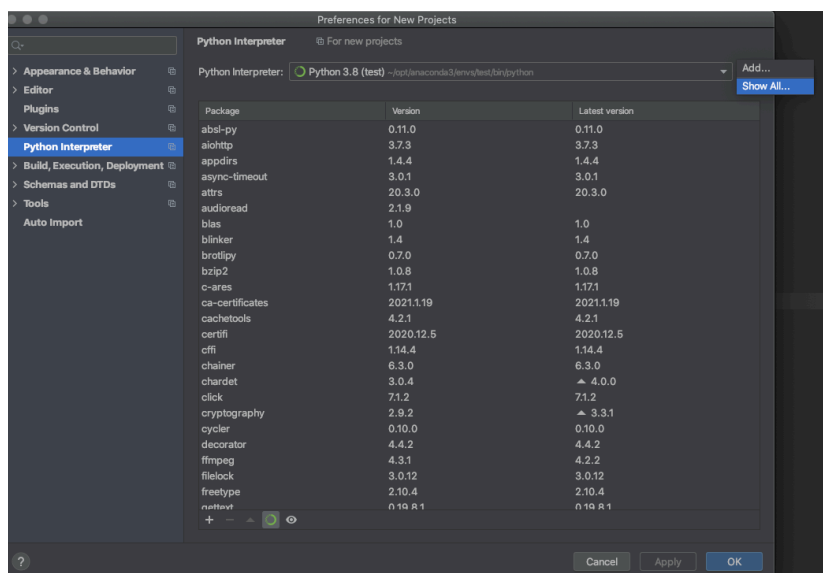 Preferences for New Projects
Python Interpreter For new projects
Python Interpreter: Python 3.8 (test) ~/opt/anaconda3/envs/test/bin/python
Add...
Show All...
Appearance & Behavior
Editor
Plugins
Version Control
Python Interpreter
Build, Execution, Deployment
Schemas and DTDs
Tools
Auto Import
Package Version Latest version
absl-py 0.11.0 0.11.0
aiohttp 3.7.3 3.7.3
appdirs 1.4.4 1.4.4
async-timeout 3.0.1 3.0.1
attrs 20.3.0 20.3.0
audioread 2.1.9
blas 1.0 1.0
blinker 1.4 1.4
brotlipy 0.7.0 0.7.0
bzip2 1.0.8 1.0.8
c-ares 1.17.1 1.17.1
ca-certificates 2021.1.19 2021.1.19
cachetools 4.2.1 4.2.1
certifi 2020.12.5 2020.12.5
cffi 1.14.4 1.14.4
chainer 6.3.0 6.3.0
chardet 3.0.4 4.0.0
click 7.1.2 7.1.2
cryptography 2.9.2 3.3.1
cycler 0.10.0 0.10.0
decorator 4.4.2 4.4.2
ffmpeg 4.3.1 4.2.2
filelock 3.0.12 3.0.12
freetype 2.10.4 2.10.4
gettext 0.19.8.1 0.19.8.1
? Cancel Apply OK